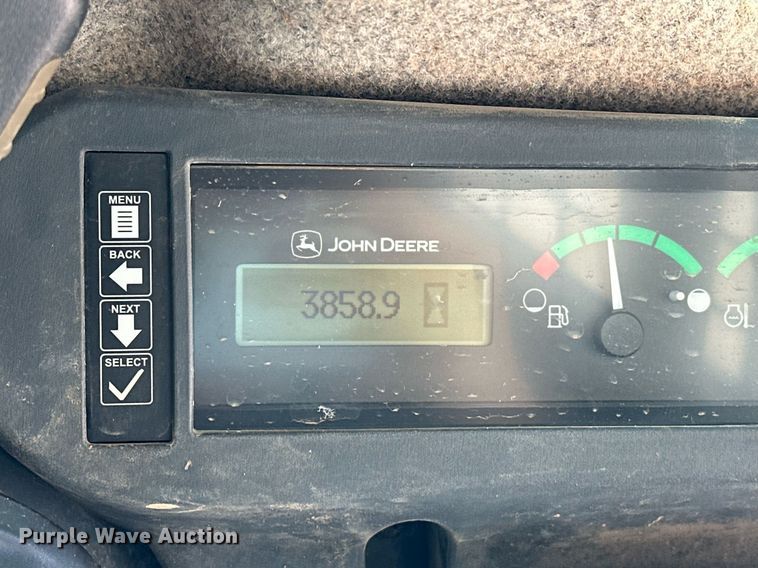 MENU
BACK
NEXT
SELECT
JOHN DEERE
3858.9
Purple Wave Auction